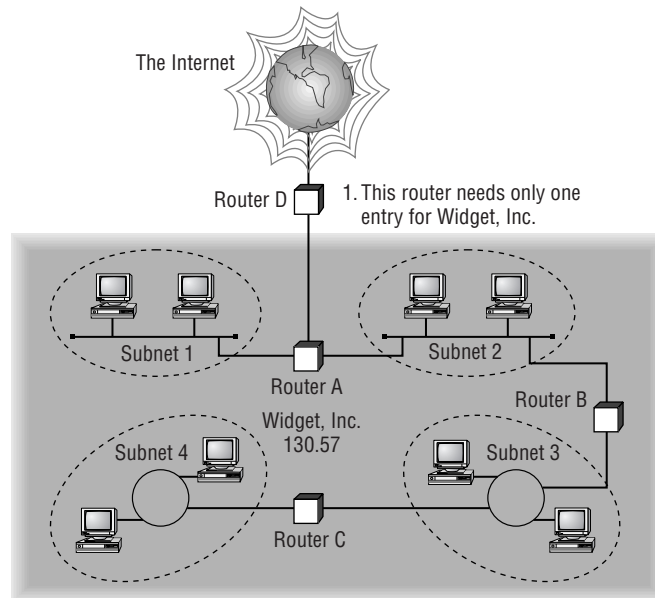 The Internet
Router D
1. This router needs only one
entry for Widget, Inc.
Subnet 1
Subnet 2
Router A
Router B
Widget, Inc.
130.57
Subnet 4
Subnet 3
Router C